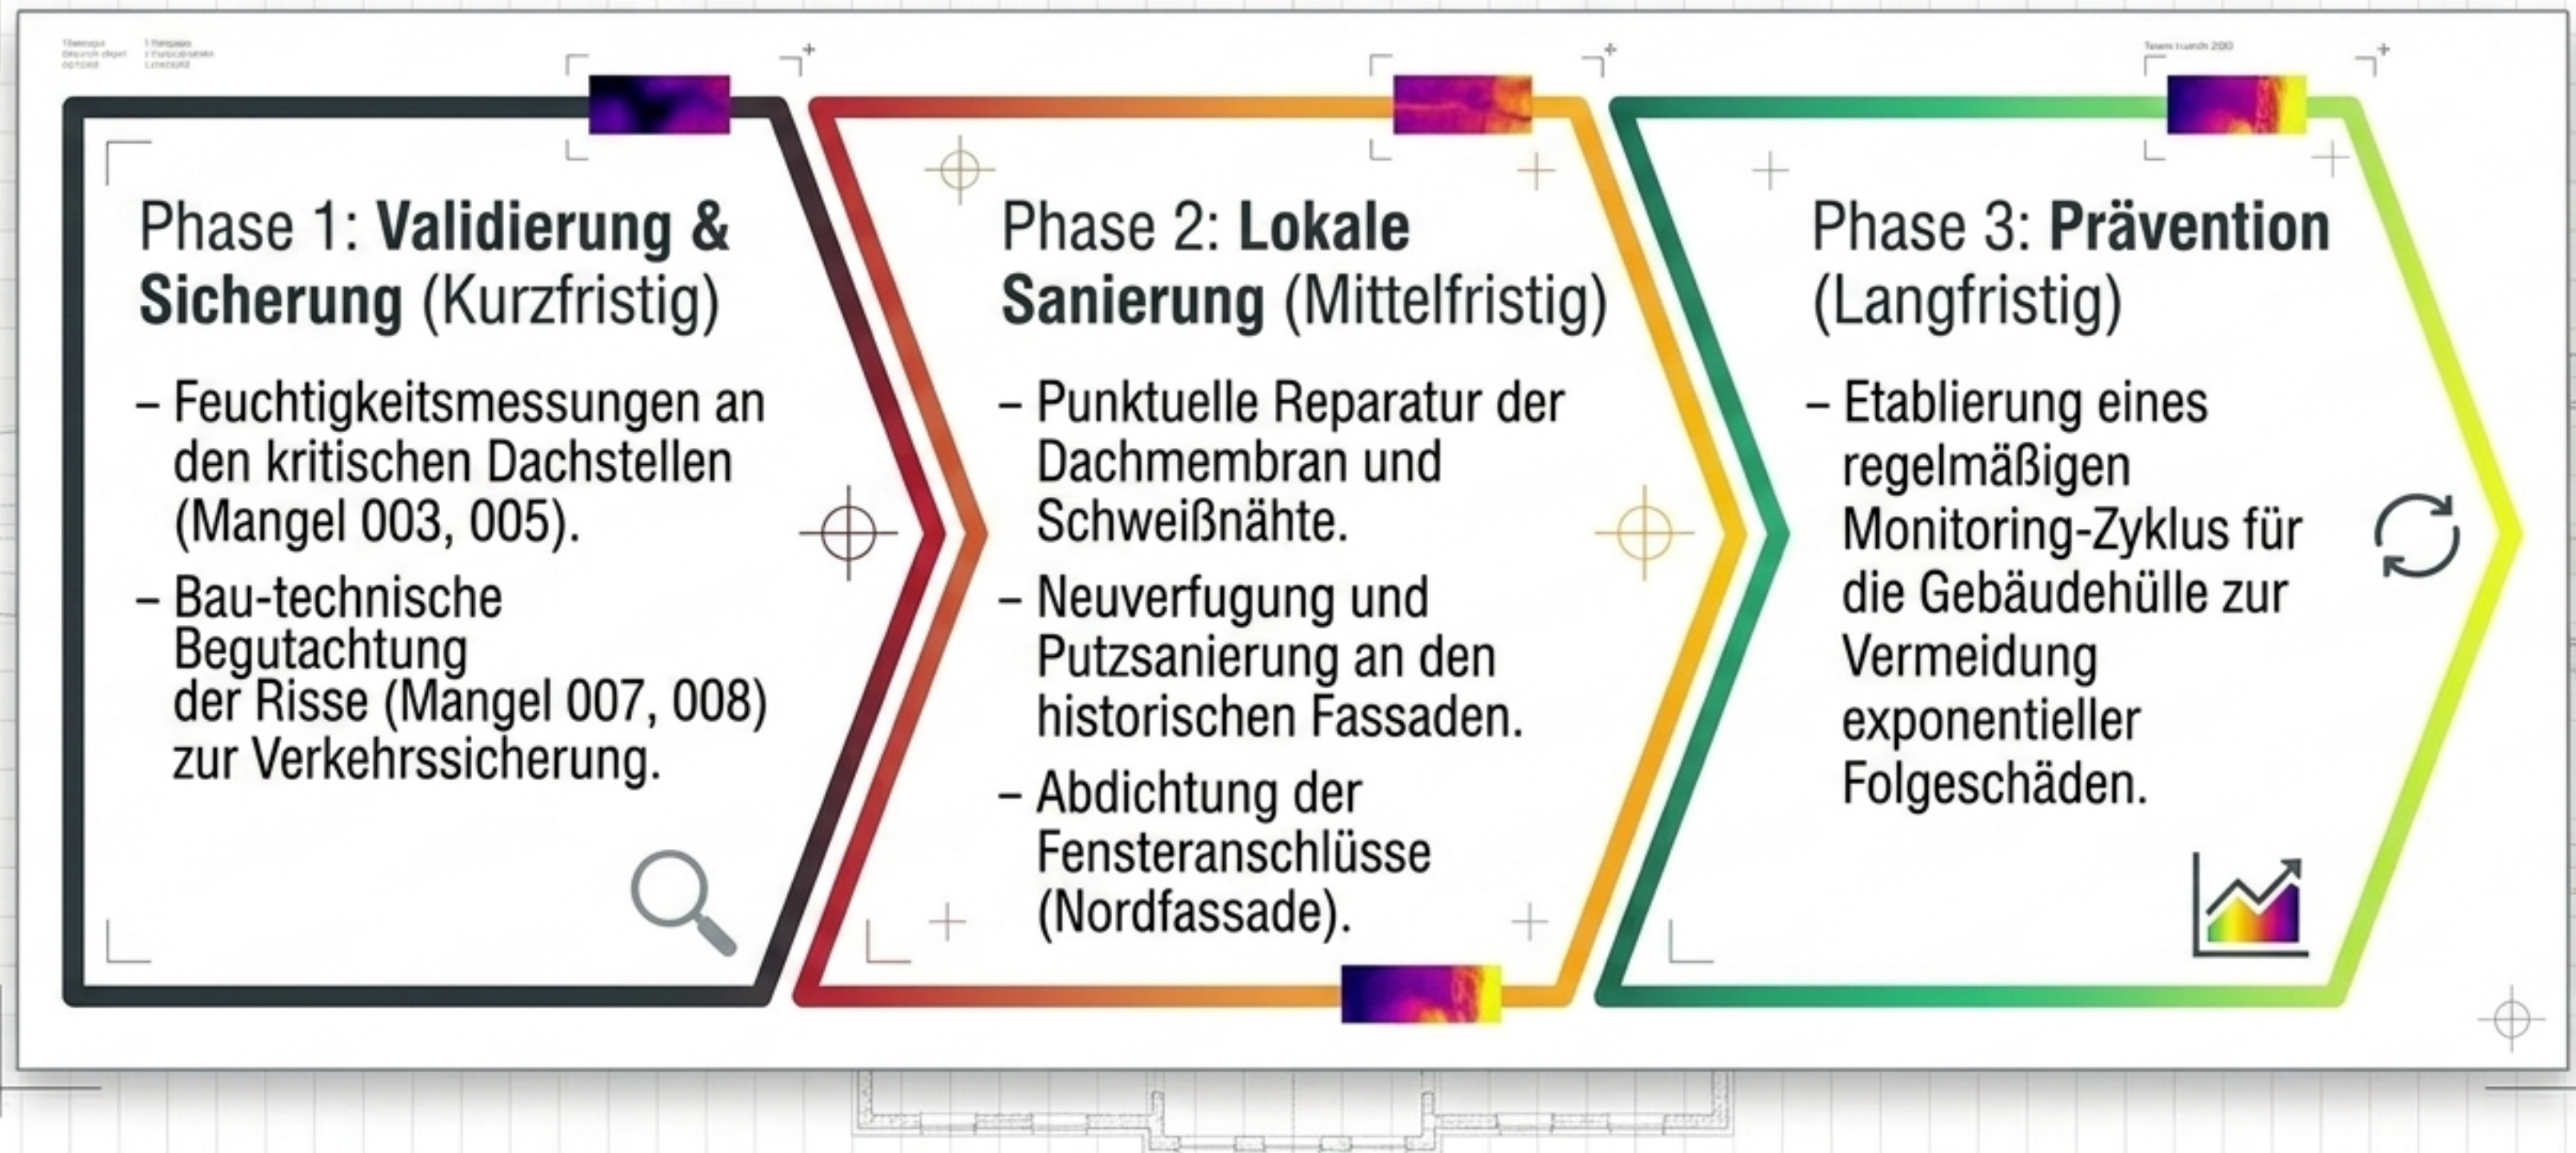 Phase 1: Validierung &
Sicherung (Kurzfristig)
– Feuchtigkeitsmessungen an
den kritischen Dachstellen
(Mangel 003, 005).
– Bau-technische
Begutachtung
der Risse (Mangel 007, 008)
zur Verkehrssicherung.
Phase 2: Lokale
Sanierung (Mittelfristig)
– Punktuelle Reparatur der
Dachmembran und
Schweißnähte.
– Neuverfugung und
Putzsanierung an den
historischen Fassaden.
– Abdichtung der
Fensteranschlüsse
(Nordfassade).
Phase 3: Prävention
(Langfristig)
– Etablierung eines
regelmäßigen
Monitoring-Zyklus für
die Gebäudehülle zur
Vermeidung
exponentieller
Folgeschäden.